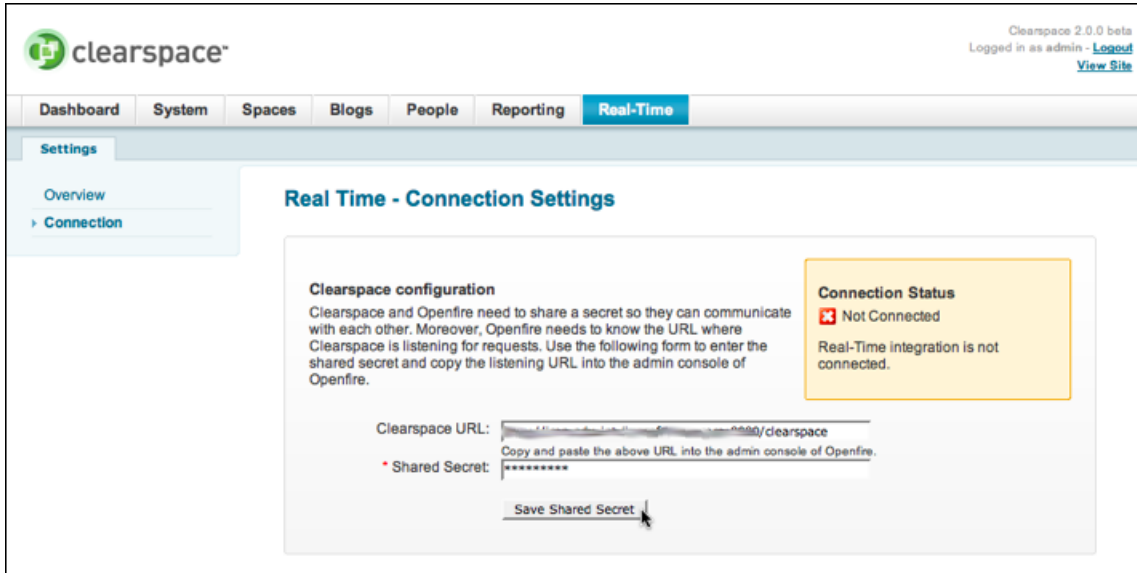 clearspace
Clearspace 2.0.0 beta
Logged in as admin - Logout
View Site
Dashboard System Spaces Blogs People Reporting Real-Time
Settings
Overview
Connection
Real Time - Connection Settings
Clearspace configuration
Clearspace and Openfire need to share a secret so they can communicate
with each other. Moreover, Openfire needs to know the URL where
Clearspace is listening for requests. Use the following form to enter the
shared secret and copy the listening URL into the admin console of
Openfire.
Connection Status
Not Connected
Real-Time integration is not
connected.
Clearspace URL: /clearspace
Copy and paste the above URL into the admin console of Openfire.
* Shared Secret: *********
Save Shared Secret